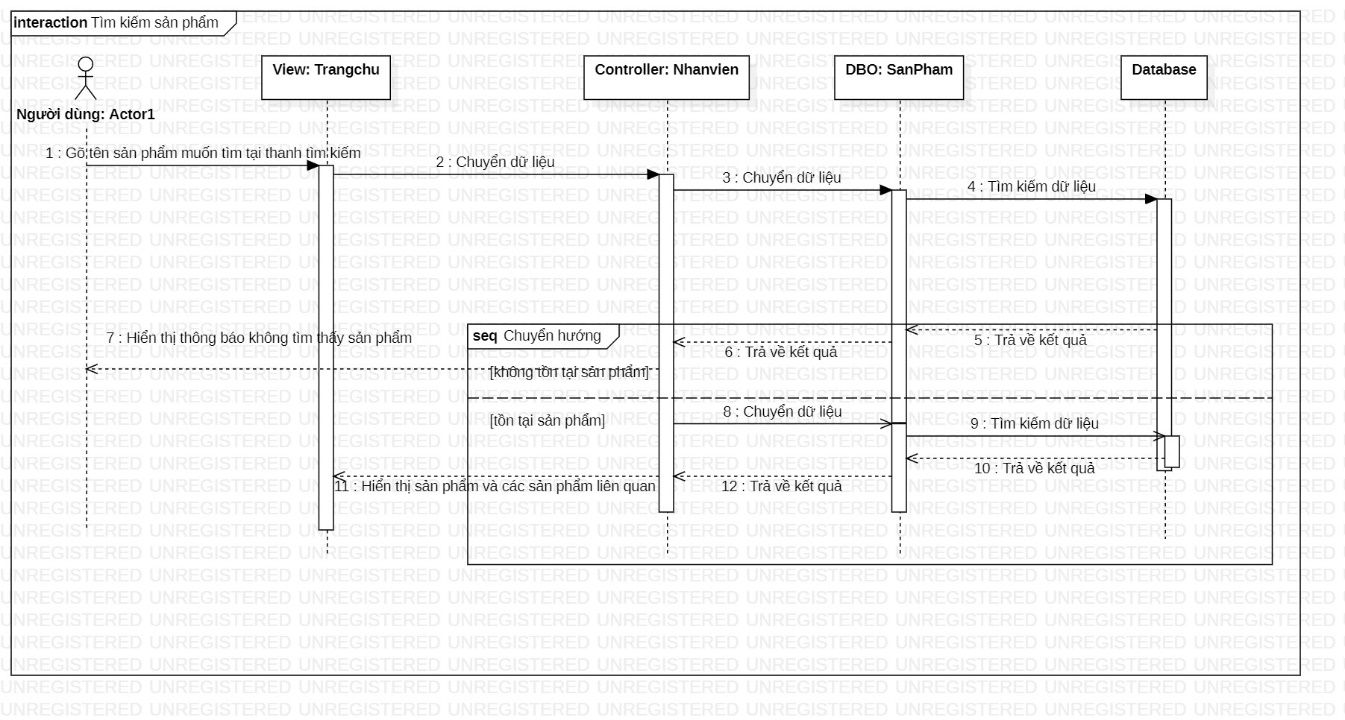 interaction Tìm kiếm sản phẩm
View: Trangchu
Controller: Nhanvien
DBO: SanPham
Database
Người dùng: Actor1
1 : Gõ tên sản phẩm muốn tìm tại thanh tìm kiếm
2 : Chuyển dữ liệu
3 : Chuyển dữ liệu
4 : Tìm kiếm dữ liệu
seq Chuyển hướng
5 : Trả về kết quả
6 : Trả về kết quả
7 : Hiển thị thông báo không tìm thấy sản phẩm
[không tồn tại sản phẩm]
[tồn tại sản phẩm]
8 : Chuyển dữ liệu
9 : Tìm kiếm dữ liệu
10 : Trả về kết quả
11 : Hiển thị sản phẩm và các sản phẩm liên quan
12 : Trả về kết quả
UNREGISTERED